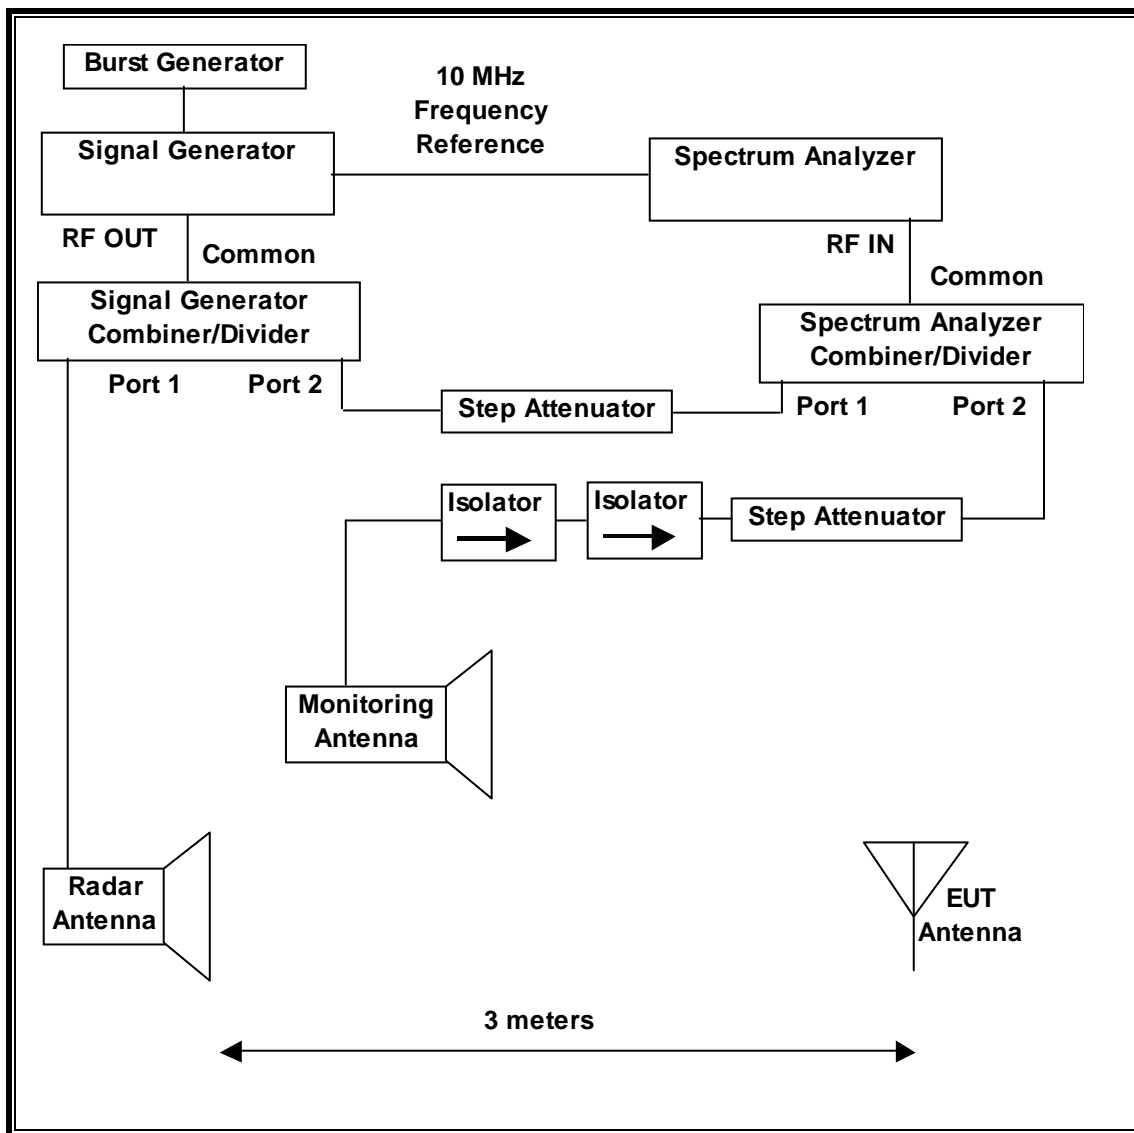 Burst Generator
10 MHz
Frequency
Reference
Signal Generator
Spectrum Analyzer
RF OUT
Common
RF IN
Common
Signal Generator
Combiner/Divider
Spectrum Analyzer
Combiner/Divider
Port 1
Port 2
Step Attenuator
Port 1
Port 2
Isolator
Isolator
Step Attenuator
Monitoring
Antenna
Radar
Antenna
EUT
Antenna
3 meters